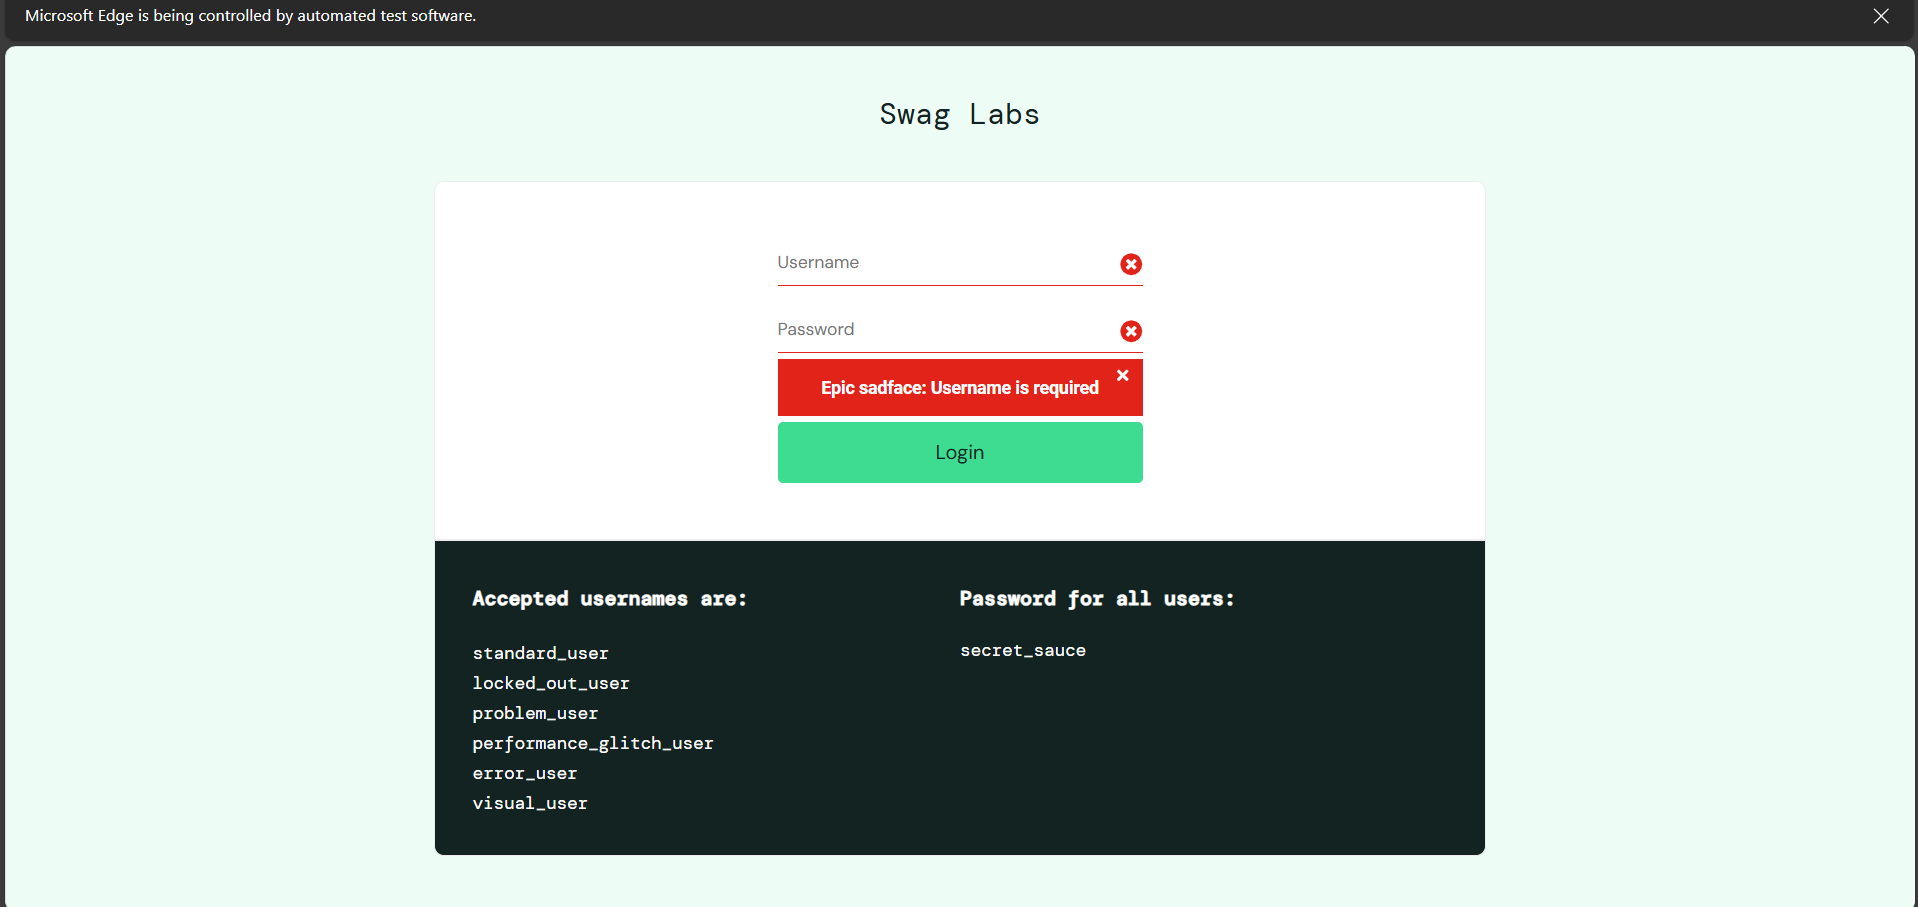 Microsoft Edge is being controlled by automated test software.
Swag Labs
Username
Password
Epic sadface: Username is required
Login
Accepted usernames are:
standard_user
locked_out_user
problem_user
performance_glitch_user
error_user
visual_user
Password for all users:
secret_sauce